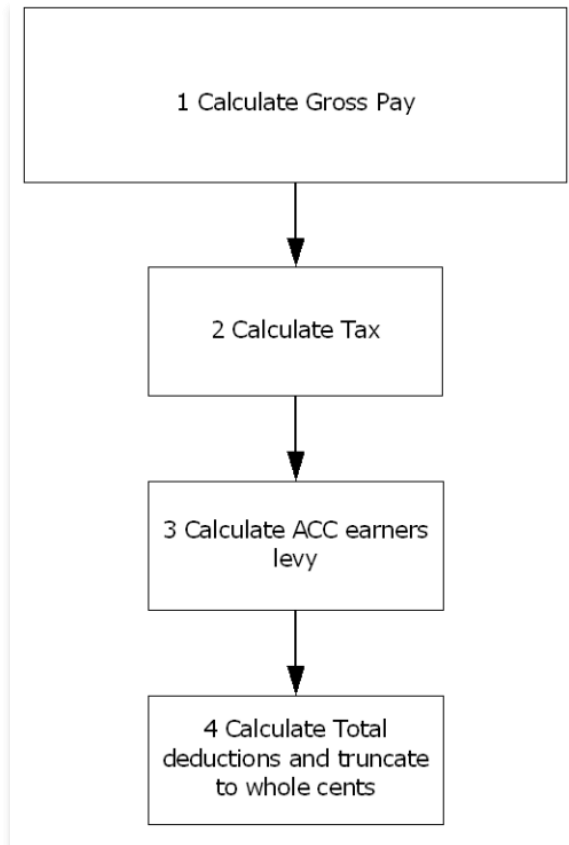 1 Calculate Gross Pay
2 Calculate Tax
3 Calculate ACC earners
levy
4 Calculate Total
deductions and truncate
to whole cents